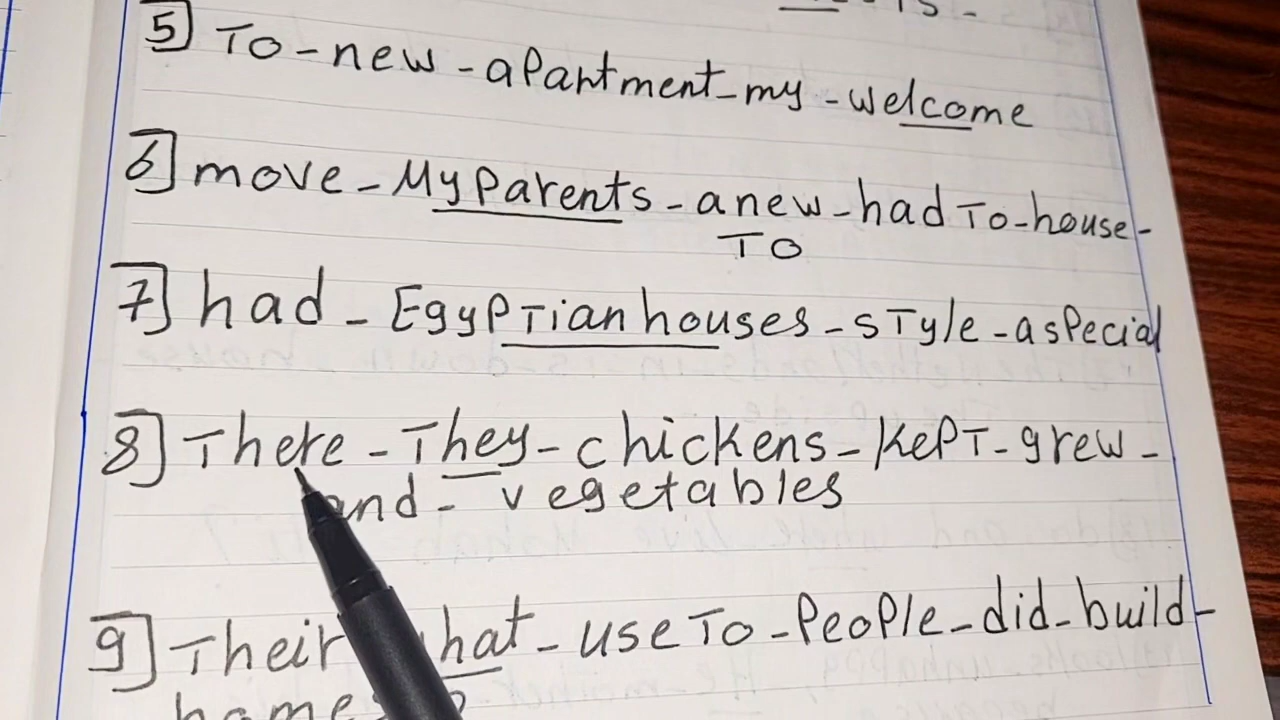 5] To-new-apartment-my-welcome
6] move-My Parents-a new-had To-house-
To
7] had-Egyptian houses-style-a special
8] There-They-chickens-kept-grew-
and-vegetables
9] Their hat-use To-People-did-build-
home